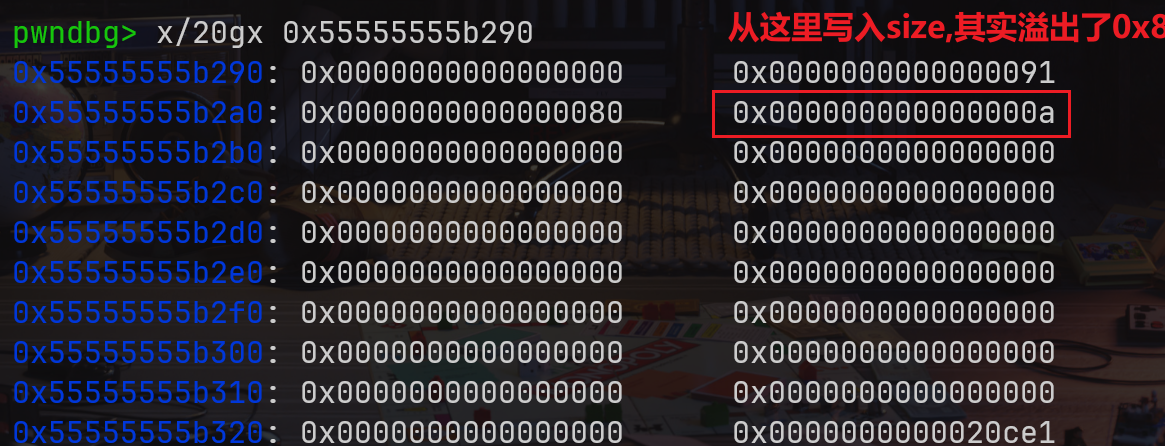 pwndbg> x/20gx 0x55555555b290 从这里写入size,其实溢出了0x8
0x55555555b290: 0x0000000000000000 0x0000000000000091
0x55555555b2a0: 0x0000000000000080 0x000000000000000a
0x55555555b2b0: 0x0000000000000000 0x0000000000000000
0x55555555b2c0: 0x0000000000000000 0x0000000000000000
0x55555555b2d0: 0x0000000000000000 0x0000000000000000
0x55555555b2e0: 0x0000000000000000 0x0000000000000000
0x55555555b2f0: 0x0000000000000000 0x0000000000000000
0x55555555b300: 0x0000000000000000 0x0000000000000000
0x55555555b310: 0x0000000000000000 0x0000000000000000
0x55555555b320: 0x0000000000000000 0x0000000000020ce1